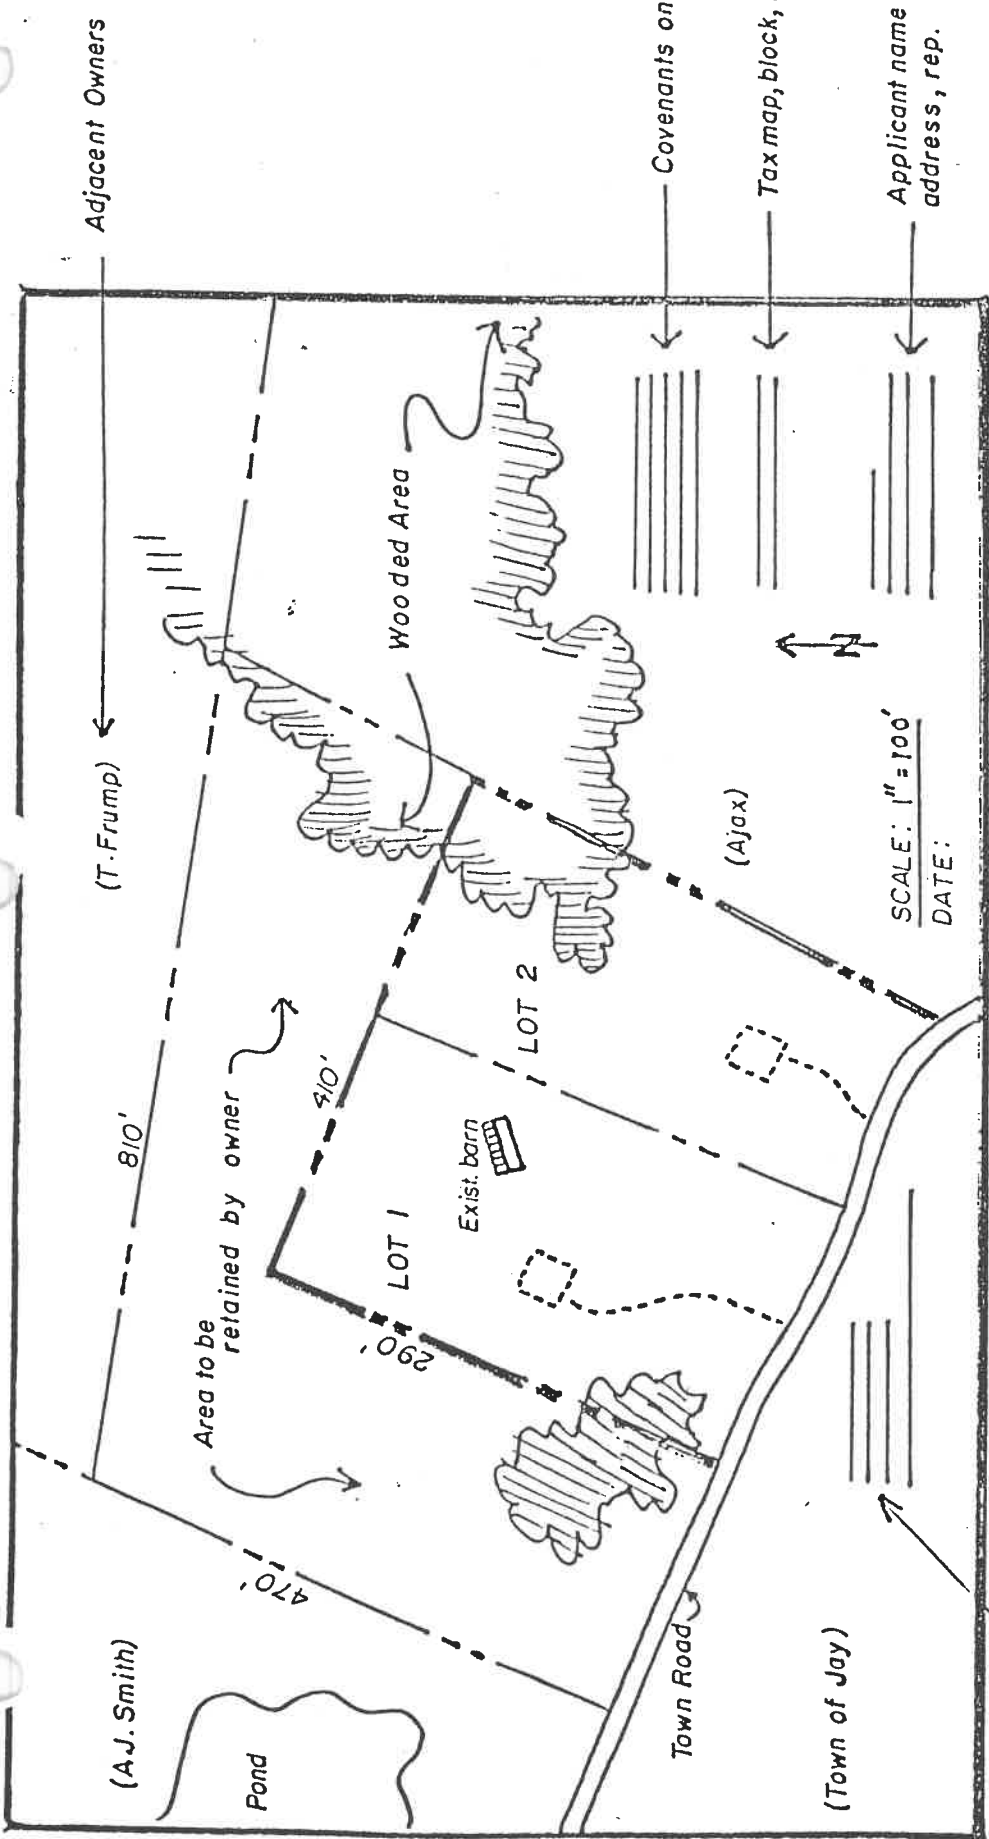 Adjacent Owners
(T. Frump)
(A.J. Smith)
Pond
810'
470'
Area to be
retained by owner
410'
290'
LOT 1
LOT 2
Exist. barn
Wooded Area
Town Road
(Ajax)
(Town of Jay)
N
SCALE: 1" = 100'
DATE:
Covenants on
Tax map, block,
Applicant name
address, rep.